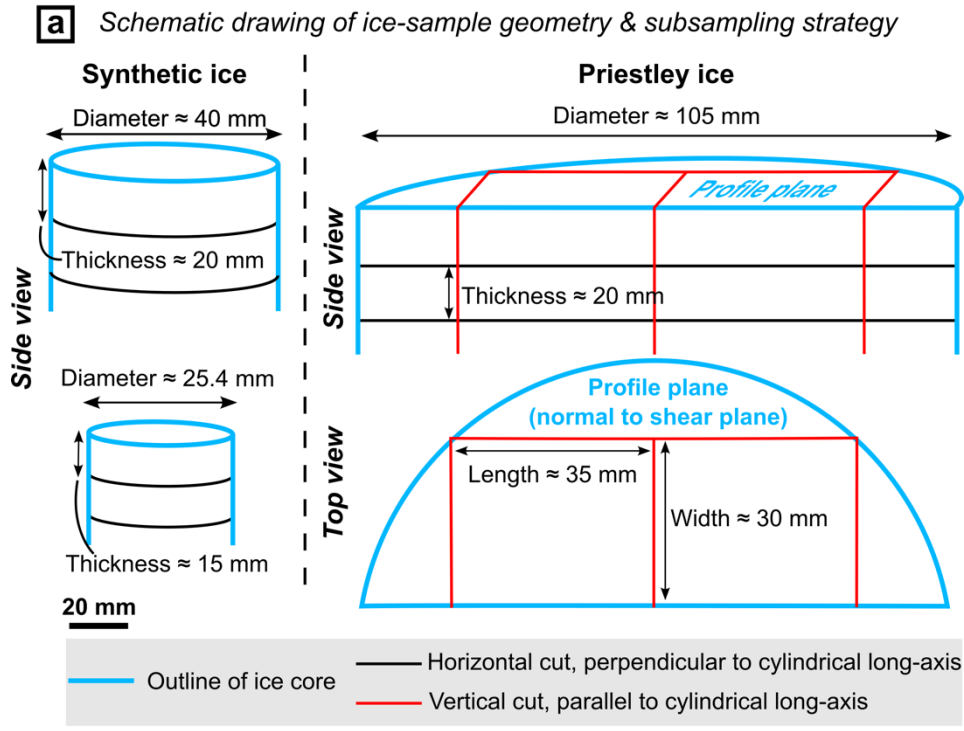 a Schematic drawing of ice-sample geometry & subsampling strategy
Synthetic ice
Diameter ≈ 40 mm
Thickness ≈ 20 mm
Side view
Diameter ≈ 25.4 mm
Thickness ≈ 15 mm
20 mm
Priestley ice
Diameter ≈ 105 mm
Profile plane
Side view
Thickness ≈ 20 mm
Profile plane
(normal to shear plane)
Length ≈ 35 mm
Width ≈ 30 mm
Top view
Outline of ice core
Horizontal cut, perpendicular to cylindrical long-axis
Vertical cut, parallel to cylindrical long-axis